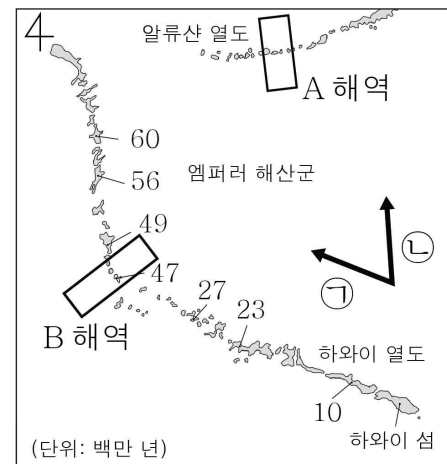 4
알류샨 열도
A 해역
60
56
엠퍼러 해산군
49
47
㉡
㉠
27
23
B 해역
하와이 열도
10
하와이 섬
(단위: 백만 년)